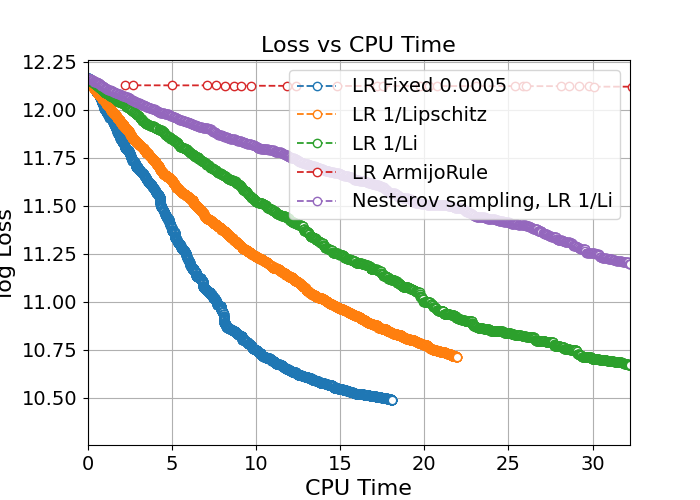 Loss vs CPU Time
12.25
12.00
11.75
11.50
11.25
11.00
10.75
10.50
log Loss
LR Fixed 0.0005
LR 1/Lipschitz
LR 1/Li
LR ArmijoRule
Nesterov sampling, LR 1/Li
0 5 10 15 20 25 30
CPU Time